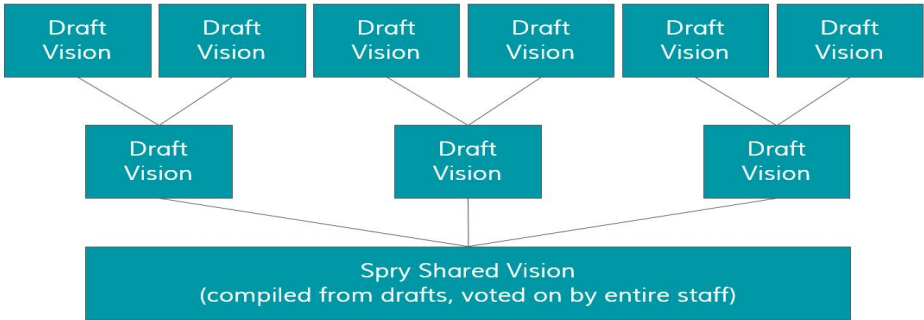 Draft
Vision
Draft
Vision
Draft
Vision
Draft
Vision
Draft
Vision
Draft
Vision
Draft
Vision
Draft
Vision
Draft
Vision
Spry Shared Vision
(compiled from drafts, voted on by entire staff)